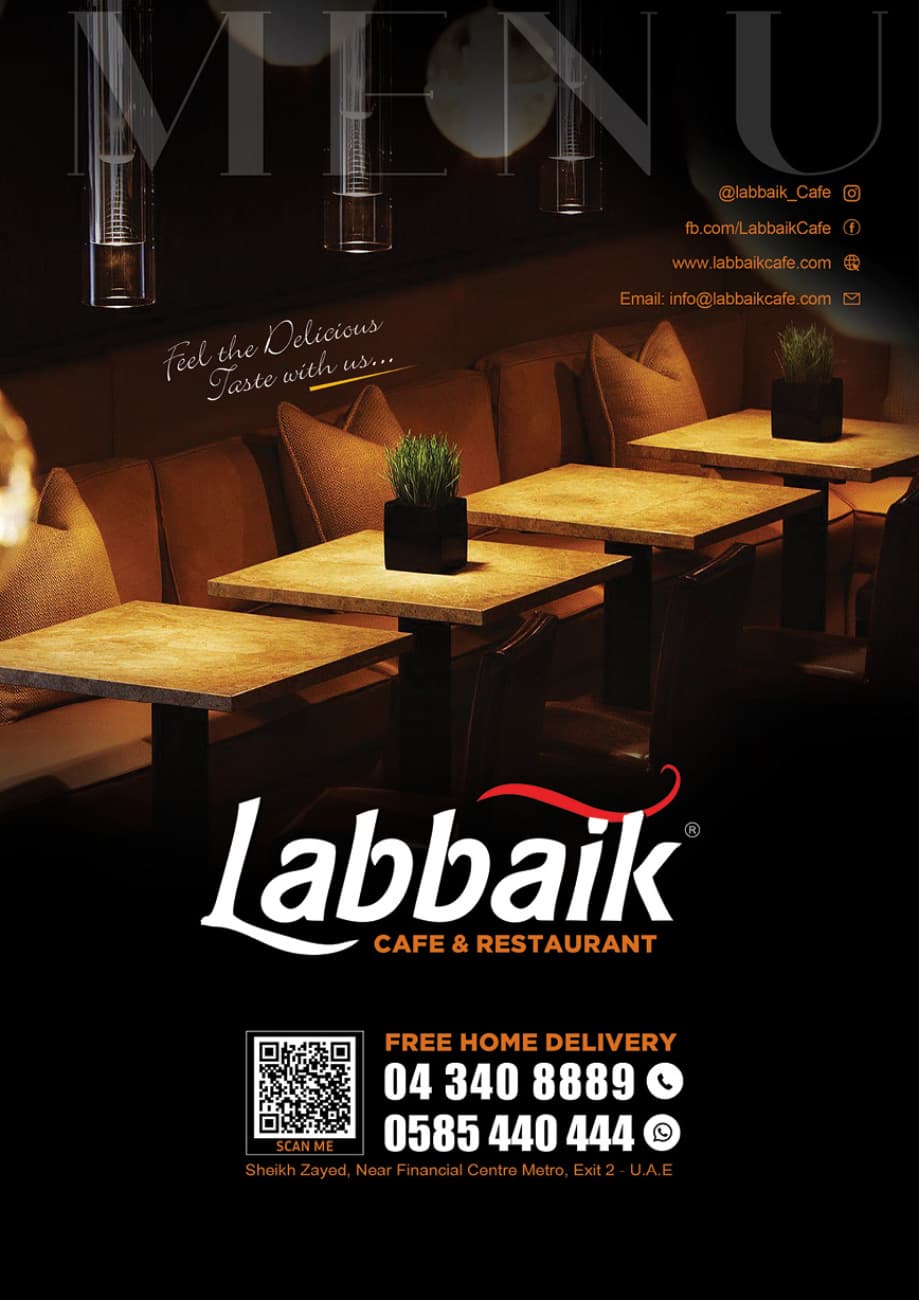 MENU
@labbaik_Cafe
fb.com/LabbaikCafe
www.labbaikcafe.com
Email: info@labbaikcafe.com
Feel the Delicious
Taste with us...
Labbaik®
CAFE & RESTAURANT
FREE HOME DELIVERY
04 340 8889
0585 440 444
SCAN ME
Sheikh Zayed, Near Financial Centre Metro, Exit 2 - U.A.E